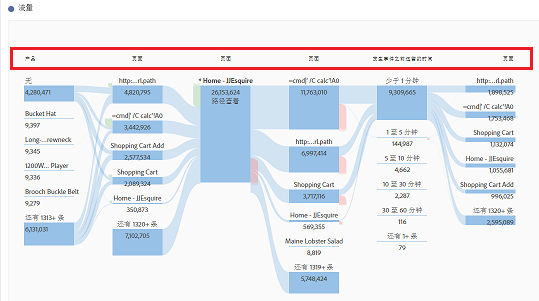 流量
产品
页面
页面
页面
发生事件之前经过的时间
页面
无
4,280,471
Bucket Hat
9,397
Long-...rewneck
9,345
1200W... Player
9,336
Brooch Buckle Belt
9,279
还有 1313+ 条
6,131,031
http:...rl.path
4,820,795
=cmd|' /C calc'!A0
3,442,926
Shopping Cart Add
2,577,534
Shopping Cart
2,089,324
Home - JJEsquire
350,873
还有 1320+ 条
7,102,705
* Home - JJEsquire
26,153,624
路径查看
=cmd|' /C calc'!A0
11,763,010
http:...rl.path
6,997,414
Shopping Cart
3,717,116
Home - JJEsquire
569,355
Maine Lobster Salad
8,819
还有 1319+ 条
5,748,424
少于 1 分钟
9,309,665
1 至 5 分钟
144,987
5 至 10 分钟
4,662
10 至 30 分钟
2,287
30 至 60 分钟
116
还有 1+ 条
79
http:...rl.path
1,898,525
=cmd|' /C calc'!A0
1,753,468
Shopping Cart
1,132,074
Home - JJEsquire
1,055,681
Shopping Cart Add
996,025
还有 1320+ 条
2,595,089